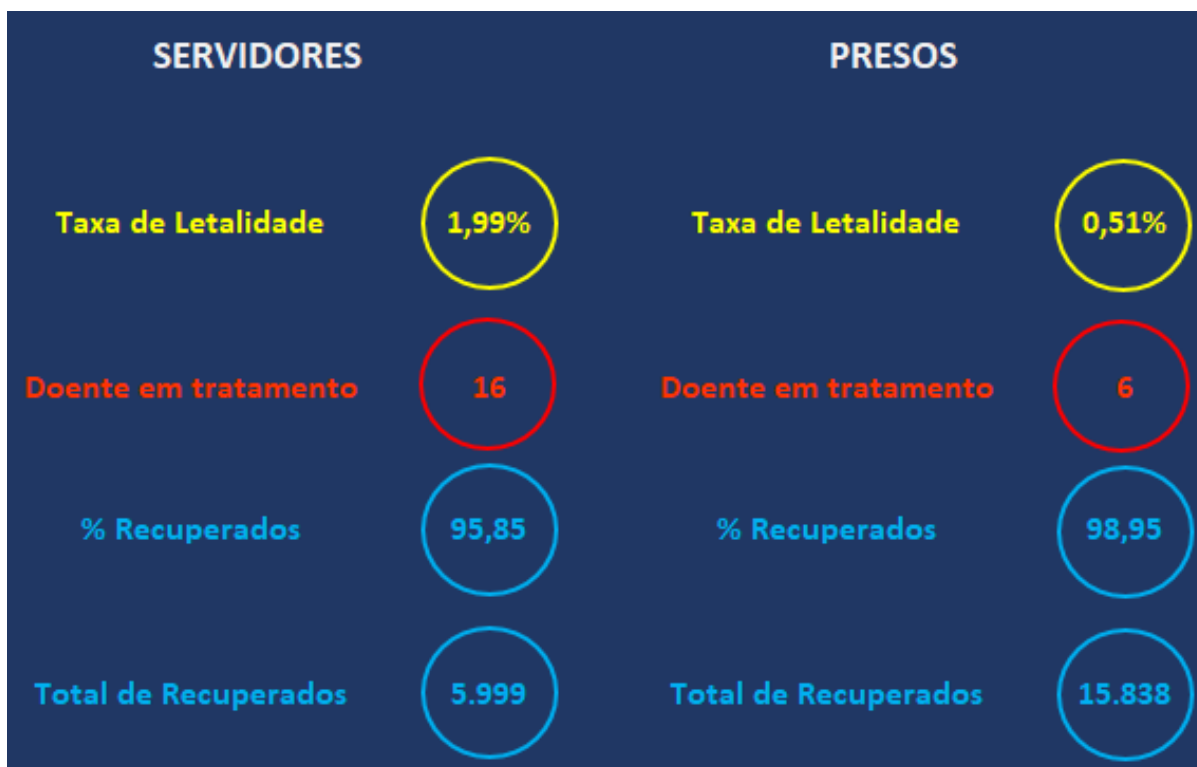 SERVIDORES
PRESOS
Taxa de Letalidade 1,99%
Taxa de Letalidade 0,51%
Doente em tratamento 16
Doente em tratamento 6
% Recuperados 95,85
% Recuperados 98,95
Total de Recuperados 5.999
Total de Recuperados 15.838